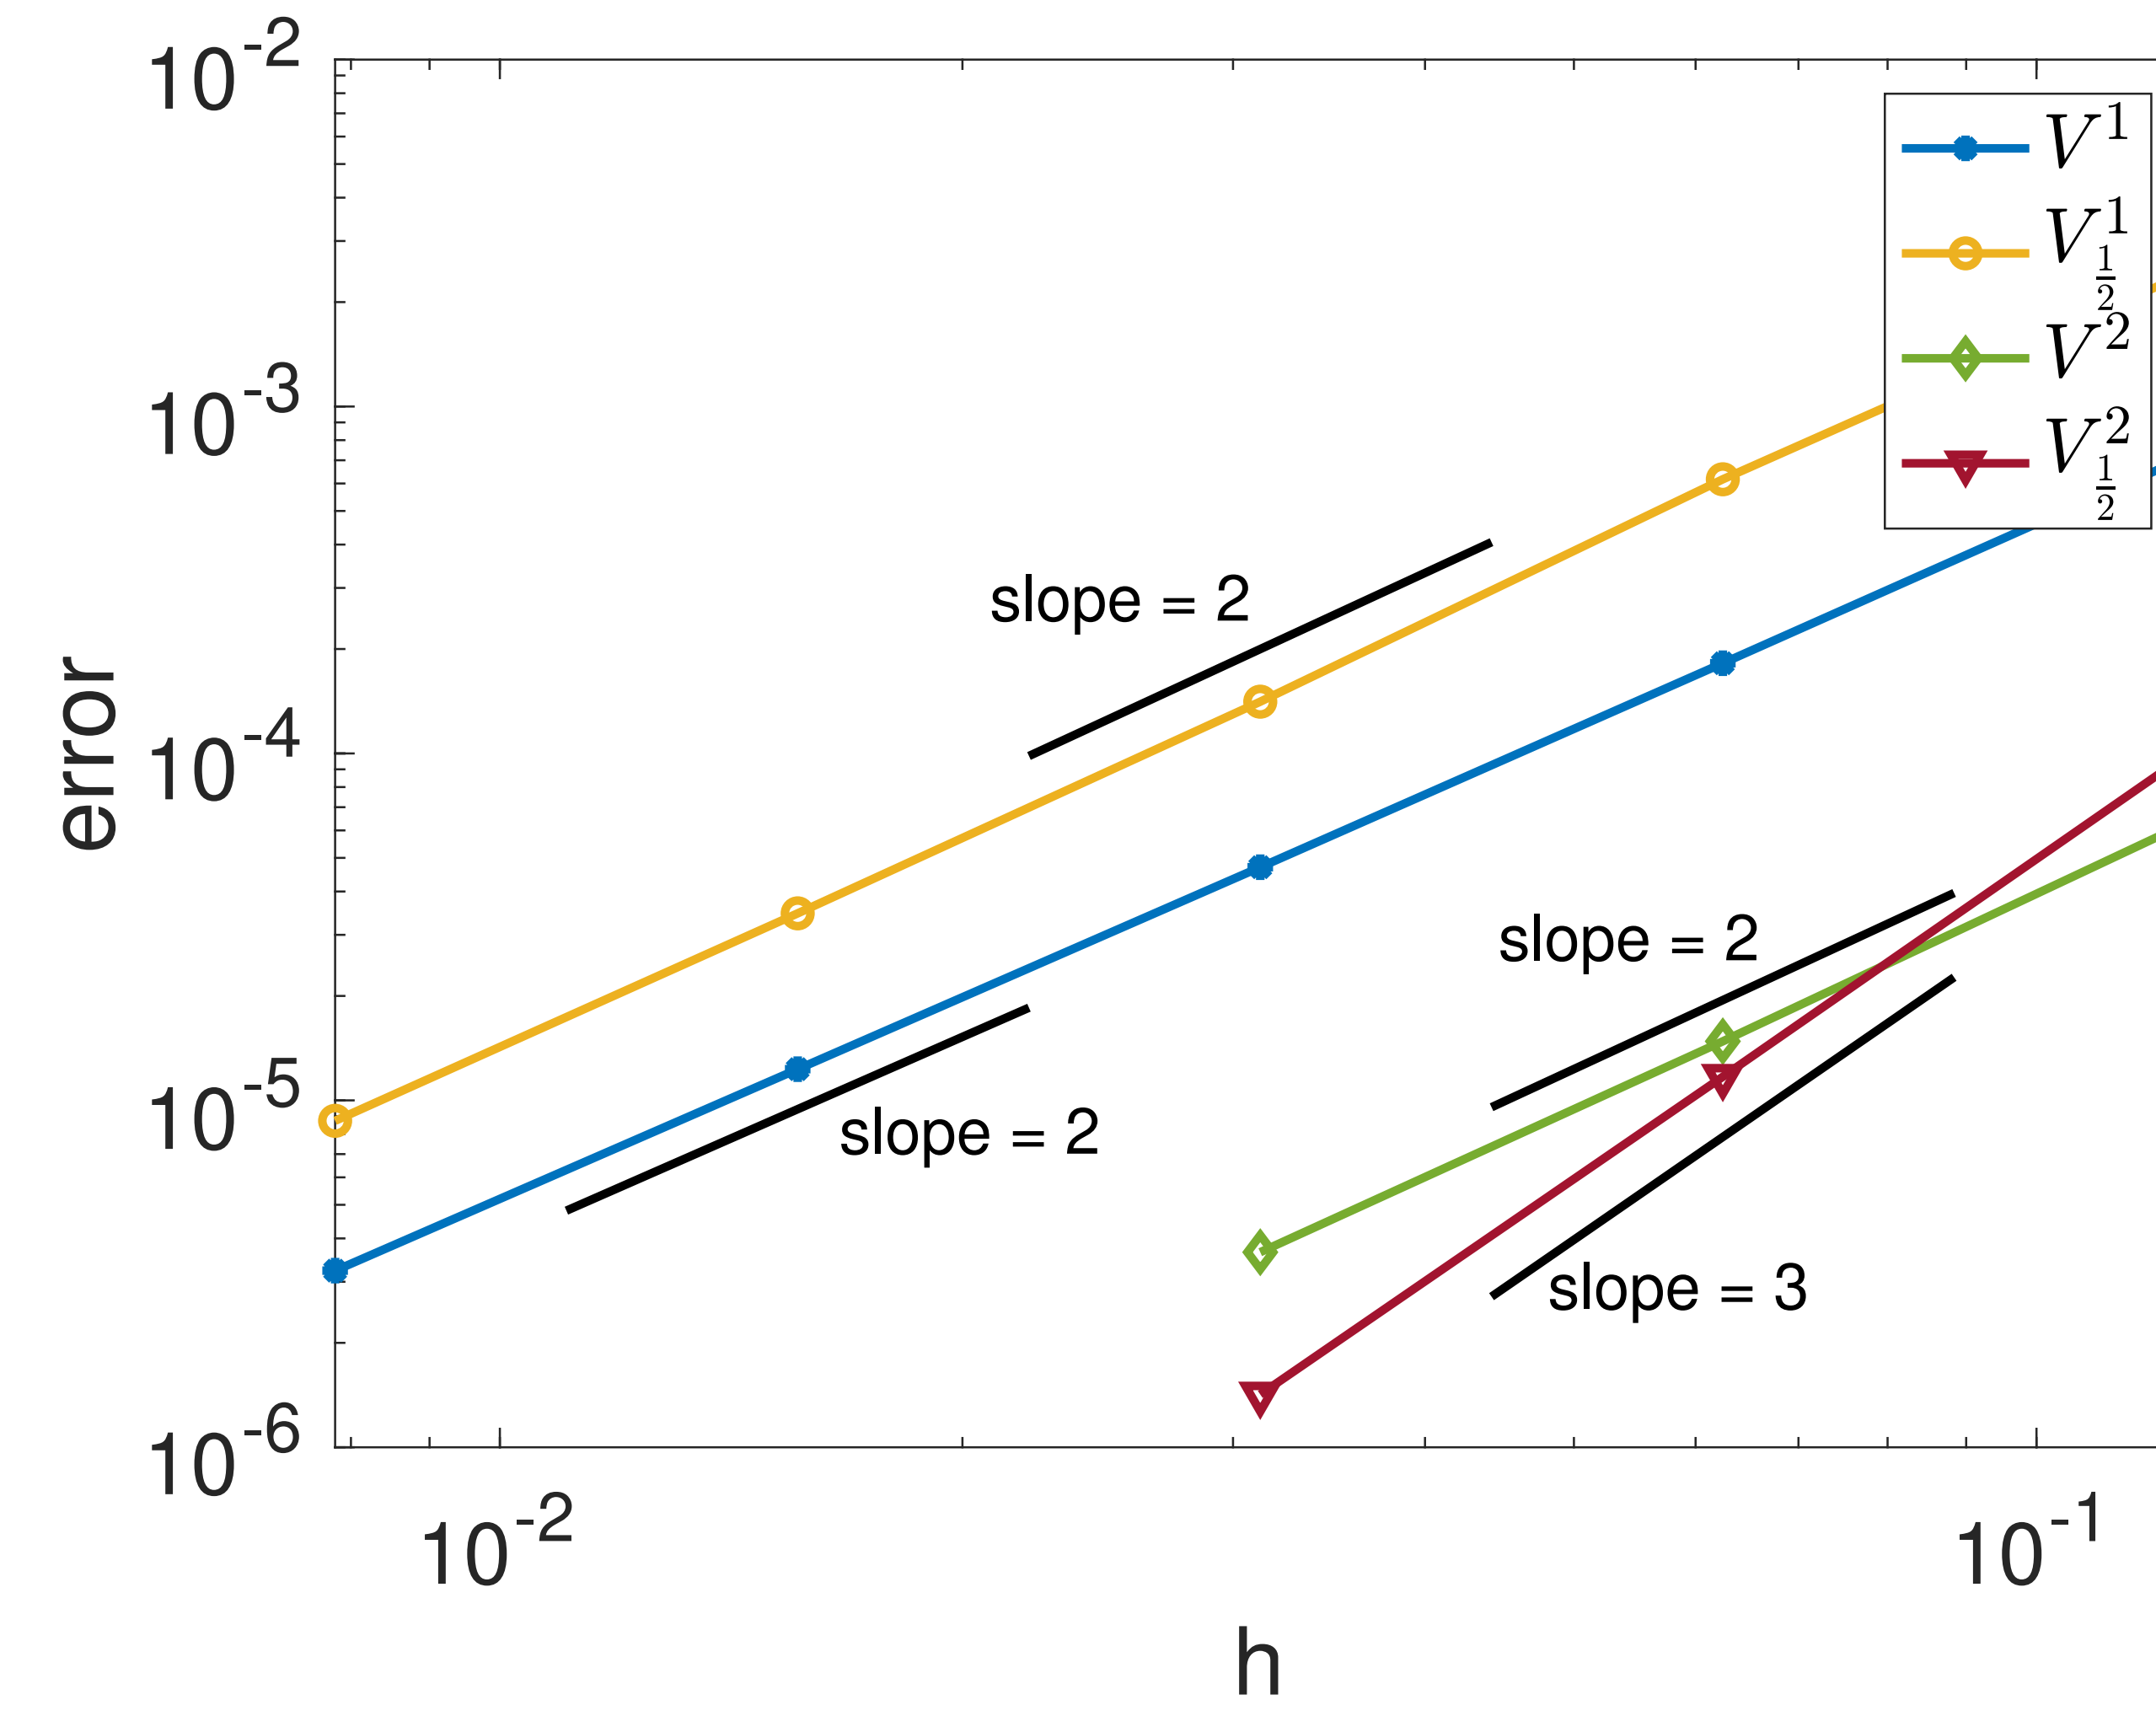 10^-2
10^-3
10^-4
10^-5
10^-6
error
10^-2
10^-1
h
V^1
V^1_{1/2}
V^2
V^2_{1/2}
slope = 2
slope = 2
slope = 2
slope = 3